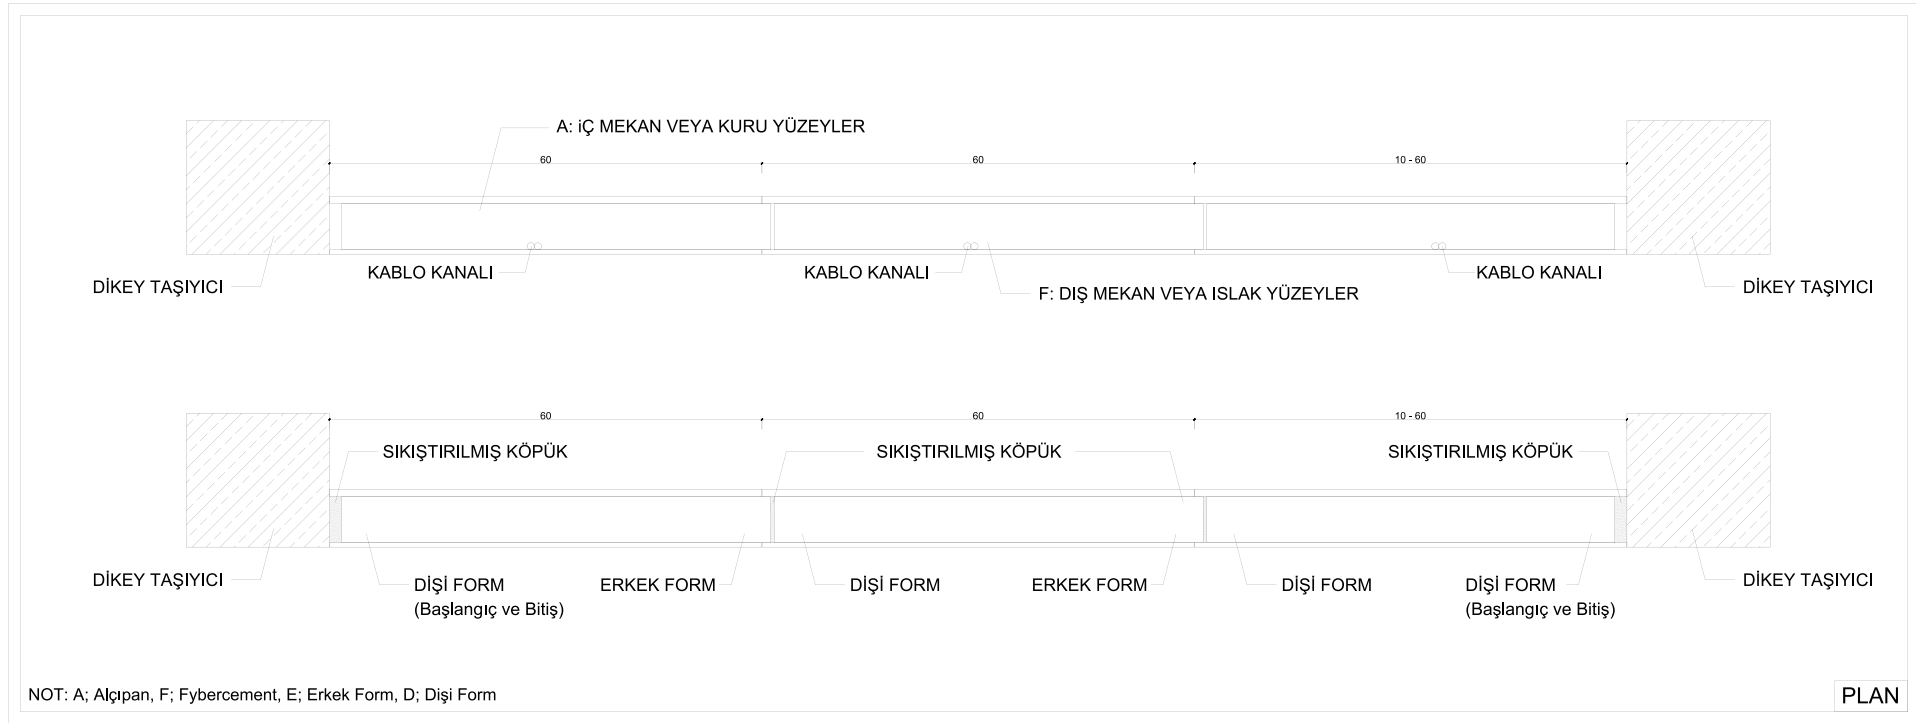 A: iÇ MEKAN VEYA KURU YÜZEYLER
60
60
10 - 60
KABLO KANALI
KABLO KANALI
KABLO KANALI
DİKEY TAŞIYICI
F: DIŞ MEKAN VEYA ISLAK YÜZEYLER
DİKEY TAŞIYICI
60
60
10 - 60
SIKIŞTIRILMIŞ KÖPÜK
SIKIŞTIRILMIŞ KÖPÜK
SIKIŞTIRILMIŞ KÖPÜK
DİKEY TAŞIYICI
DİŞİ FORM
(Başlangıç ve Bitiş)
ERKEK FORM
DİŞİ FORM
ERKEK FORM
DİŞİ FORM
DİŞİ FORM
(Başlangıç ve Bitiş)
DİKEY TAŞIYICI
NOT: A; Alçıpan, F; Fybercement, E; Erkek Form, D; Dişi Form
PLAN